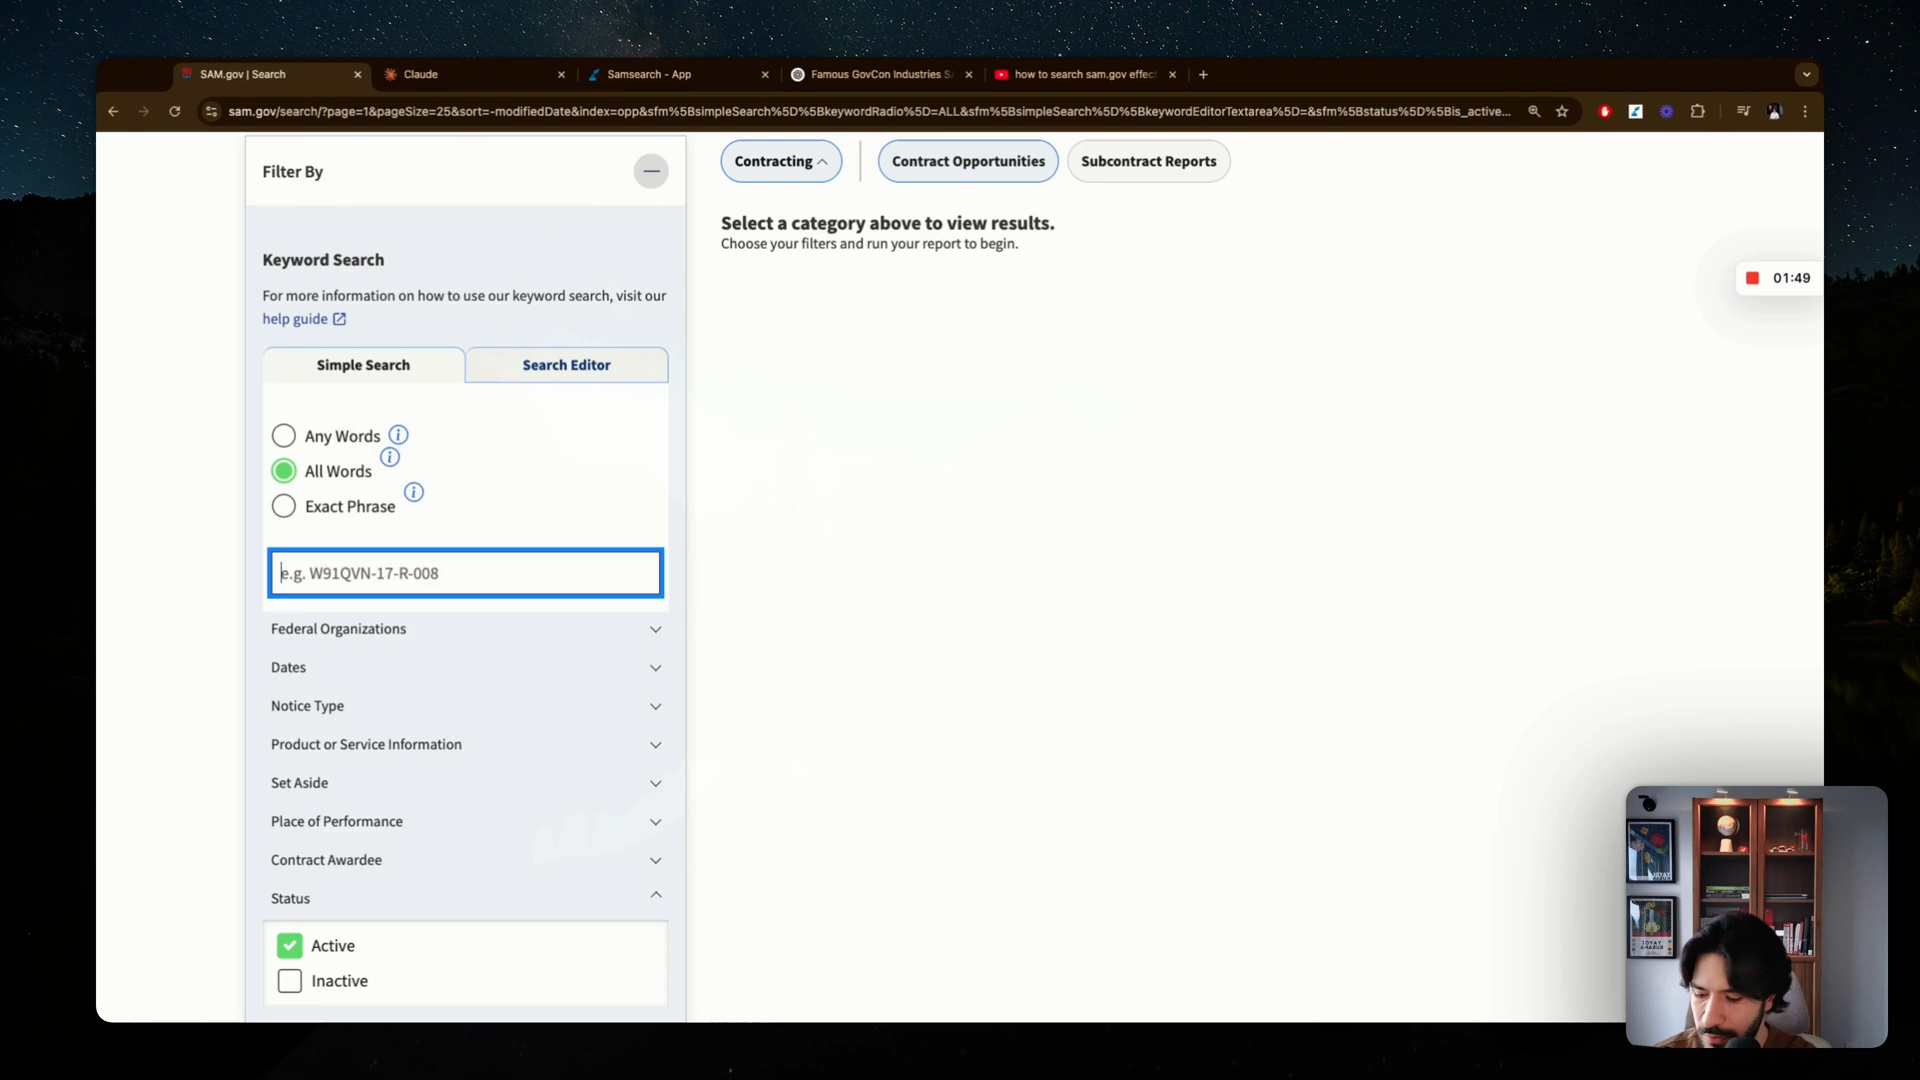 SAM.gov | Search
Claude
Samsearch - App
Famous GovCon Industries S
how to search sam.gov effec
sam.gov/search/?page=1&pageSize=25&sort=-modifiedDate&index=opp&sfm%5BsimpleSearch%5D%5BkeywordRadio%5D=ALL&sfm%5BsimpleSearch%5D%5BkeywordEditorTextarea%5D=&sfm%5Bstatus%5D%5Bis_active...
Filter By
Contracting
Contract Opportunities
Subcontract Reports
Select a category above to view results.
Choose your filters and run your report to begin.
01:49
Keyword Search
For more information on how to use our keyword search, visit our
help guide
Simple Search
Search Editor
Any Words
All Words
Exact Phrase
e.g. W91QVN-17-R-008
Federal Organizations
Dates
Notice Type
Product or Service Information
Set Aside
Place of Performance
Contract Awardee
Status
Active
Inactive